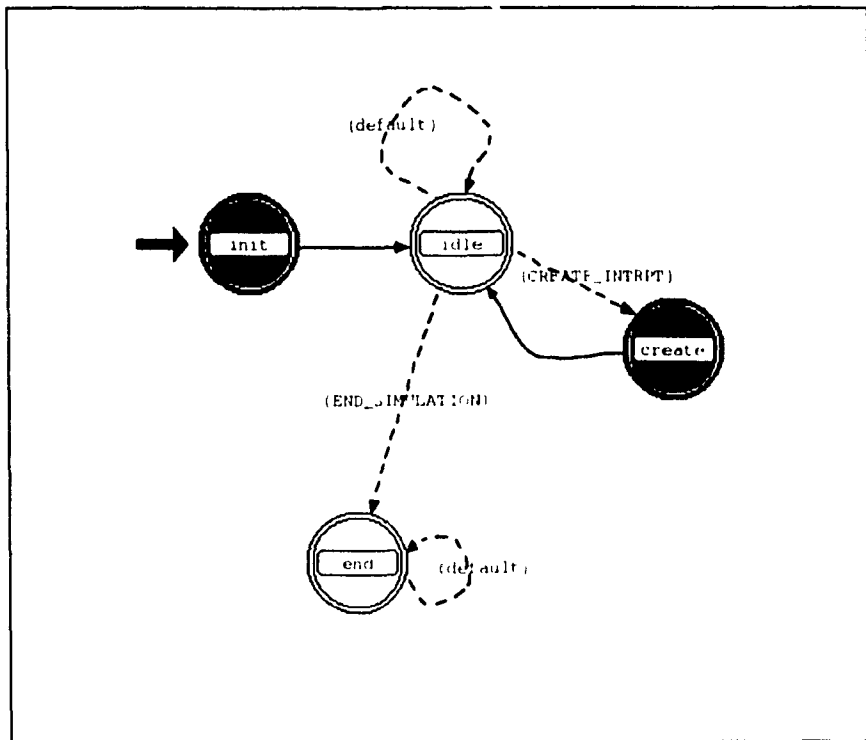 (default)
init
idle
(CREATE_INTRPT)
create
(END_SIMULATION)
end
(default)